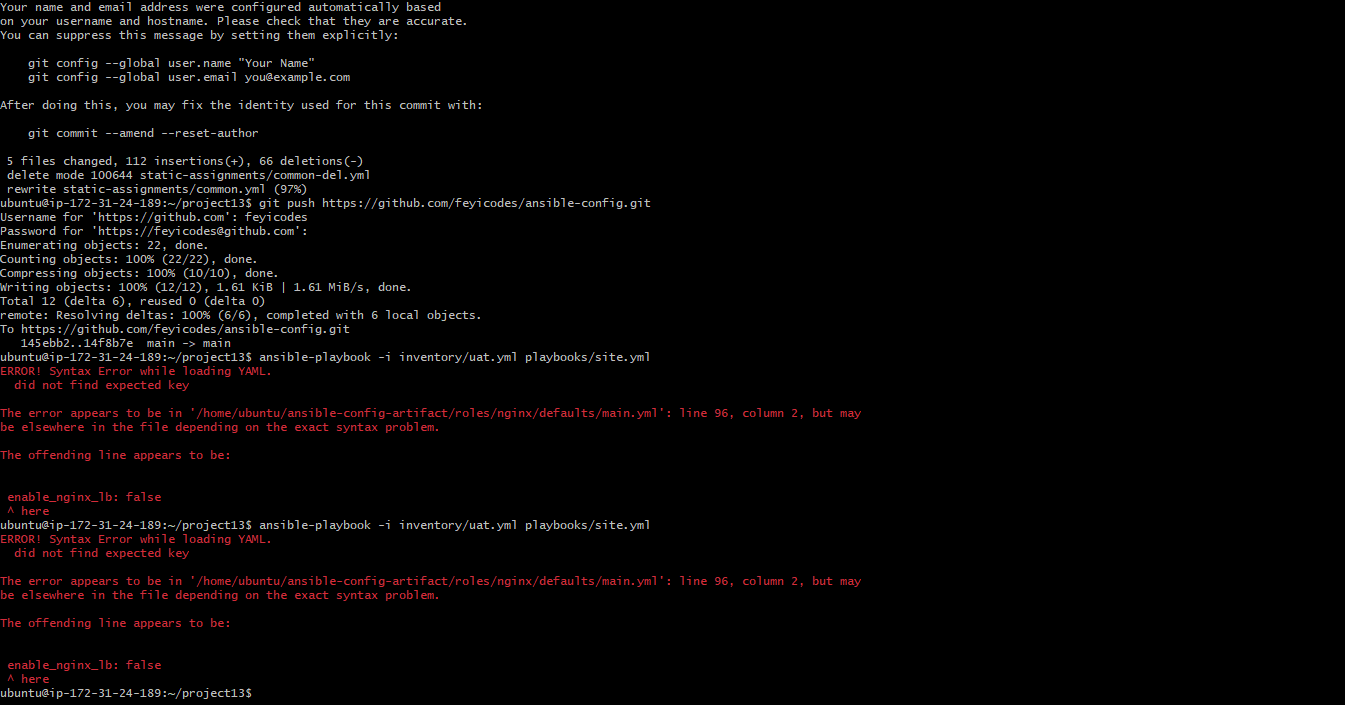 Your name and email address were configured automatically based
on your username and hostname. Please check that they are accurate.
You can suppress this message by setting them explicitly:
git config --global user.name "Your Name"
git config --global user.email you@example.com
After doing this, you may fix the identity used for this commit with:
git commit --amend --reset-author
5 files changed, 112 insertions(+), 66 deletions(-)
delete mode 100644 static-assignments/common-del.yml
rewrite static-assignments/common.yml (97%)
ubuntu@ip-172-31-24-189:~/project13$ git push https://github.com/feyicodes/ansible-config.git
Username for 'https://github.com': feyicodes
Password for 'https://feyicodes@github.com':
Enumerating objects: 22, done.
Counting objects: 100% (22/22), done.
Compressing objects: 100% (10/10), done.
Writing objects: 100% (12/12), 1.61 KiB | 1.61 MiB/s, done.
Total 12 (delta 6), reused 0 (delta 0)
remote: Resolving deltas: 100% (6/6), completed with 6 local objects.
To https://github.com/feyicodes/ansible-config.git
145ebb2..14f8b7e  main -> main
ubuntu@ip-172-31-24-189:~/project13$ ansible-playbook -i inventory/uat.yml playbooks/site.yml
ERROR! Syntax Error while loading YAML.
did not find expected key
The error appears to be in '/home/ubuntu/ansible-config-artifact/roles/nginx/defaults/main.yml': line 96, column 2, but may
be elsewhere in the file depending on the exact syntax problem.
The offending line appears to be:
enable_nginx_lb: false
^ here
ubuntu@ip-172-31-24-189:~/project13$ ansible-playbook -i inventory/uat.yml playbooks/site.yml
ERROR! Syntax Error while loading YAML.
did not find expected key
The error appears to be in '/home/ubuntu/ansible-config-artifact/roles/nginx/defaults/main.yml': line 96, column 2, but may
be elsewhere in the file depending on the exact syntax problem.
The offending line appears to be:
enable_nginx_lb: false
^ here
ubuntu@ip-172-31-24-189:~/project13$